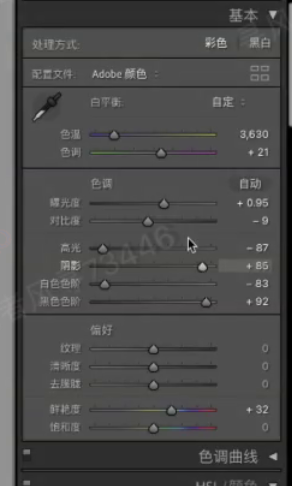 基本
处理方式: 彩色 黑白
配置文件: Adobe 颜色
白平衡: 自定
色温 3,630
色调 + 21
色调 自动
曝光度 + 0.95
对比度 − 9
高光 − 87
阴影 + 85
白色色阶 − 83
黑色色阶 + 92
偏好
纹理 0
清晰度 0
去朦胧 0
鲜艳度 + 32
饱和度 0
色调曲线
HSL / 颜色